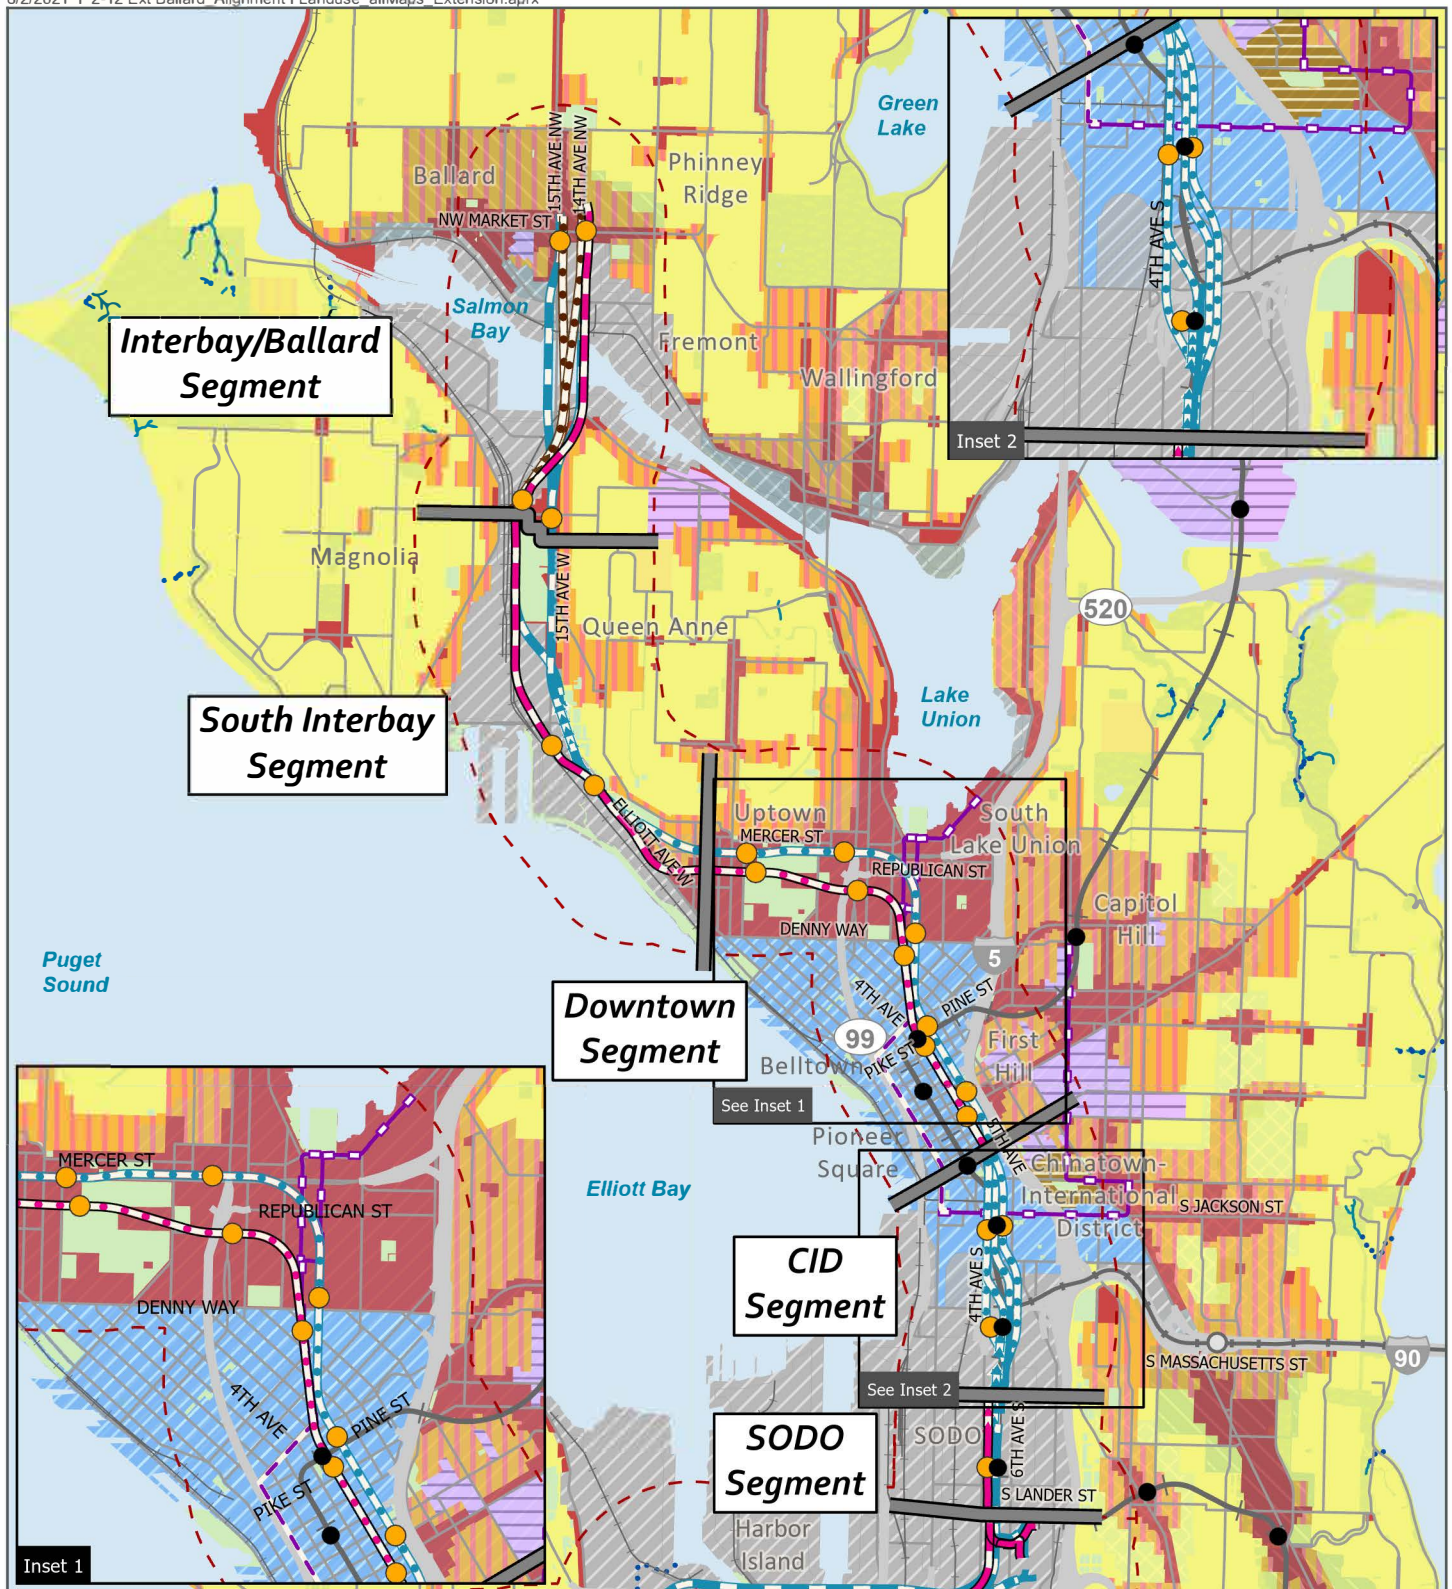 Green
Lake
15TH AVE NW
14TH AVE NW
Ballard
Phinney
Ridge
NW MARKET ST
4TH AVE S
Salmon
Bay
Interbay/Ballard
Segment
Fremont
Wallingford
Inset 2
Magnolia
15TH AVE W
520
Queen Anne
Lake
Union
South Interbay
Segment
ELLIOTT AVE W
Uptown
MERCER ST
South
Lake Union
REPUBLICAN ST
Capitol
Hill
DENNY WAY
5
Puget
Sound
4TH AVE
PINE ST
Downtown
Segment
99
PIKE ST
First
Hill
Belltown
See Inset 1
Pioneer
Square
5TH AVE
MERCER ST
Chinatown-
International
District
Elliott Bay
S JACKSON ST
REPUBLICAN ST
CID
Segment
4TH AVE S
DENNY WAY
S MASSACHUSETTS ST
90
See Inset 2
4TH AVE
PINE ST
SODO
6TH AVE S
SODO
Segment
PIKE ST
S LANDER ST
Harbor
Island
Inset 1